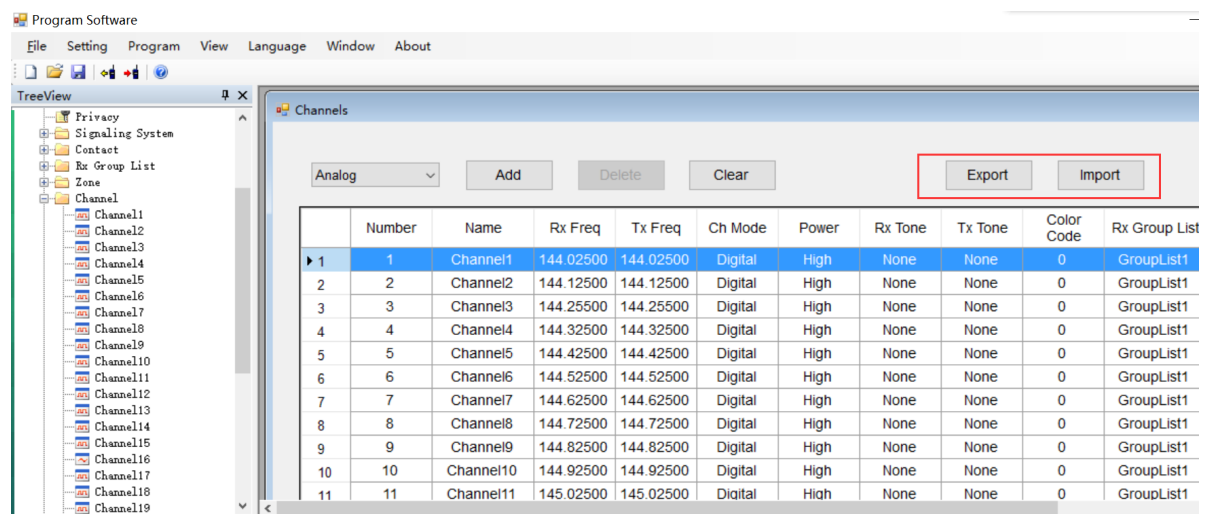 Program Software
File Setting Program View Language Window About
TreeView
Privacy
Signaling System
Contact
Rx Group List
Zone
Channel
Channel1
Channel2
Channel3
Channel4
Channel5
Channel6
Channel7
Channel8
Channel9
Channel10
Channel11
Channel12
Channel13
Channel14
Channel15
Channel16
Channel17
Channel18
Channel19
Channels
Analog Add Delete Clear Export Import
Number Name Rx Freq Tx Freq Ch Mode Power Rx Tone Tx Tone Color Code Rx Group List
1 1 Channel1 144.02500 144.02500 Digital High None None 0 GroupList1
2 2 Channel2 144.12500 144.12500 Digital High None None 0 GroupList1
3 3 Channel3 144.25500 144.25500 Digital High None None 0 GroupList1
4 4 Channel4 144.32500 144.32500 Digital High None None 0 GroupList1
5 5 Channel5 144.42500 144.42500 Digital High None None 0 GroupList1
6 6 Channel6 144.52500 144.52500 Digital High None None 0 GroupList1
7 7 Channel7 144.62500 144.62500 Digital High None None 0 GroupList1
8 8 Channel8 144.72500 144.72500 Digital High None None 0 GroupList1
9 9 Channel9 144.82500 144.82500 Digital High None None 0 GroupList1
10 10 Channel10 144.92500 144.92500 Digital High None None 0 GroupList1
11 11 Channel11 145.02500 145.02500 Digital High None None 0 GroupList1